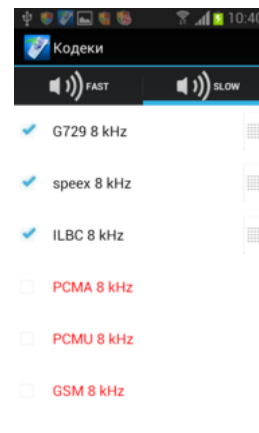 10:40
Кодеки
FAST
SLOW
G729 8 kHz
speex 8 kHz
ILBC 8 kHz
PCMA 8 kHz
PCMU 8 kHz
GSM 8 kHz